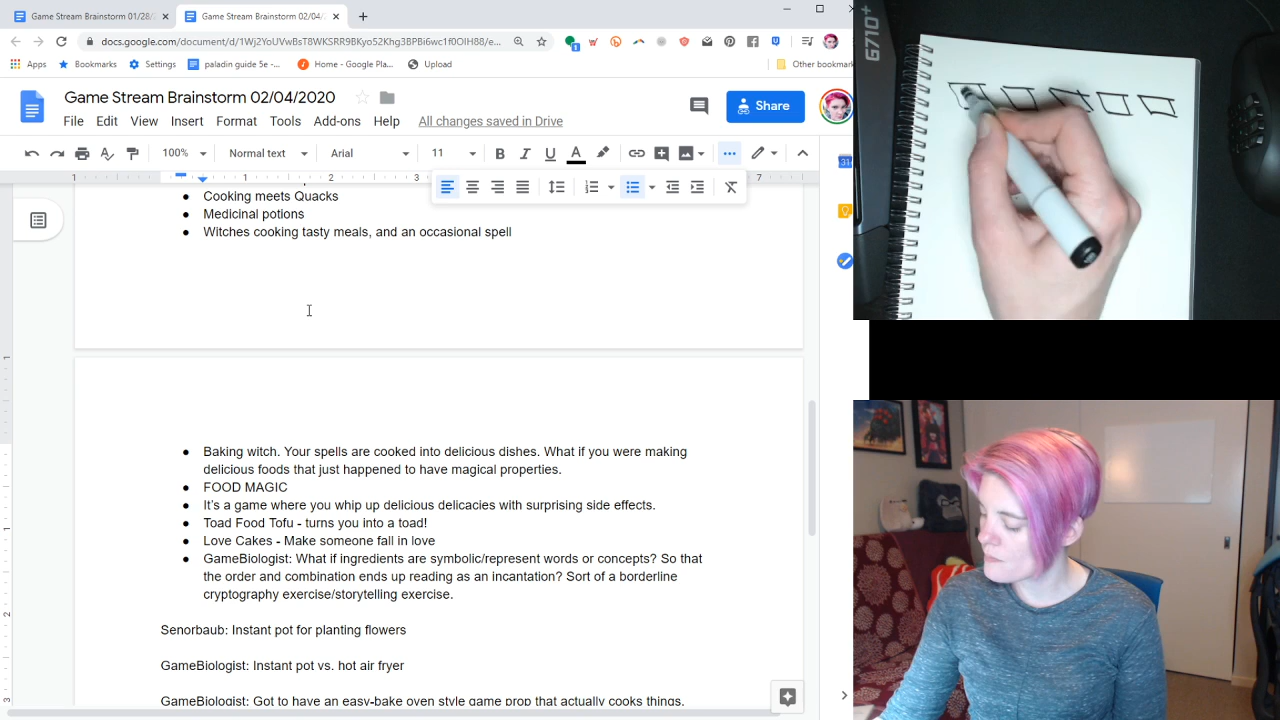 Game Stream Brainstorm 01/28/
Game Stream Brainstorm 02/04/
docs.google.com/document/d/1Wj2YoUVwBsT8WKSRR9BKyo52Khg3BPBi6wc1f0OIH88/e...
Apps
Bookmarks
paladin guide 5e -...
Home - Google Pla...
Upload
Other bookmark
Game Stream Brainstorm 02/04/2020
Share
File Edit View Insert Format Tools Add-ons Help All changes saved in Drive
100% Normal text Arial 11 B I U A
1 1 2 3 7
Cooking meets Quacks
Medicinal potions
Witches cooking tasty meals, and an occasional spell
Baking witch. Your spells are cooked into delicious dishes. What if you were making
delicious foods that just happened to have magical properties.
FOOD MAGIC
It's a game where you whip up delicious delicacies with surprising side effects.
Toad Food Tofu - turns you into a toad!
Love Cakes - Make someone fall in love
GameBiologist: What if ingredients are symbolic/represent words or concepts? So that
the order and combination ends up reading as an incantation? Sort of a borderline
cryptography exercise/storytelling exercise.
Senorbaub: Instant pot for planting flowers
GameBiologist: Instant pot vs. hot air fryer
GameBiologist: Got to have an easy-bake oven style game prop that actually cooks things.
G710+